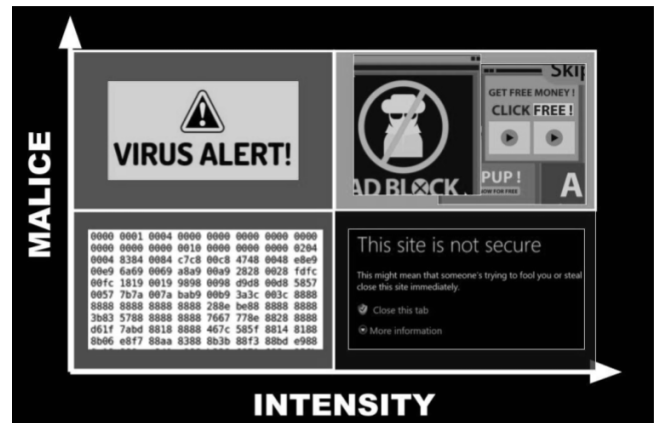 MALICE
VIRUS ALERT!
AD BLOCK
Skip
GET FREE MONEY !
CLICK FREE !
PUP !
NOW FOR FREE
A
0000 0001 0004 0000 0000 0000 0000 0000
0000 0000 0000 0010 0000 0000 0000 0204
0004 8384 0084 c7c8 00c8 4748 0048 e8e9
00e9 6a69 0069 a8a9 00a9 2828 0028 fdfc
00fc 1819 0019 9898 0098 d9d8 00d8 5857
0057 7b7a 007a bab9 00b9 3a3c 003c 8888
8888 8888 8888 8888 288e be88 8888 8888
3b83 5788 8888 8888 7667 778e 8828 8888
d61f 7abd 8818 8888 467c 585f 8814 8188
8b06 e8f7 88aa 8388 8b3b 88f3 88bd e988
This site is not secure
This might mean that someone's trying to fool you or steal
close this site immediately.
Close this tab
More information
INTENSITY